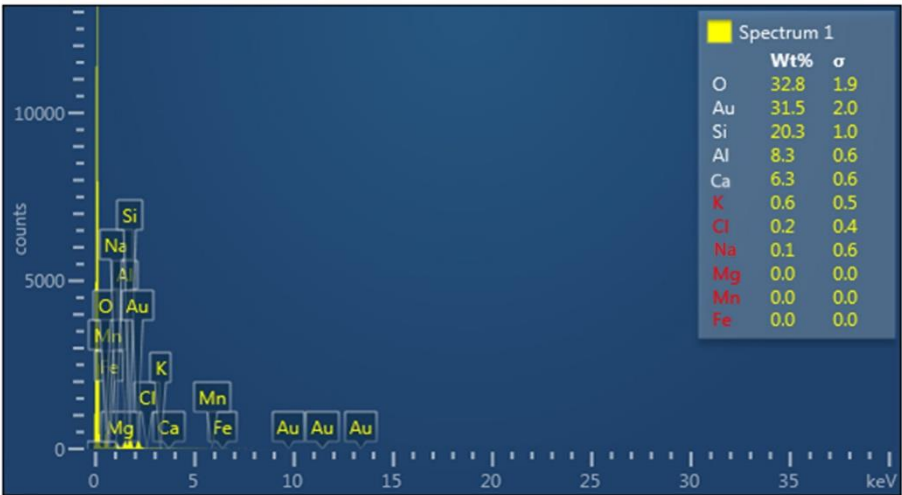 Spectrum 1
Wt% σ
O 32.8 1.9
Au 31.5 2.0
Si 20.3 1.0
Al 8.3 0.6
Ca 6.3 0.6
K 0.6 0.5
Cl 0.2 0.4
Na 0.1 0.6
Mg 0.0 0.0
Mn 0.0 0.0
Fe 0.0 0.0
counts
10000
5000
0
Si
Na
Al
O Au
Mn
Fe K
Cl Mn
Mg Ca Fe Au Au Au
0 5 10 15 20 25 30 35 keV